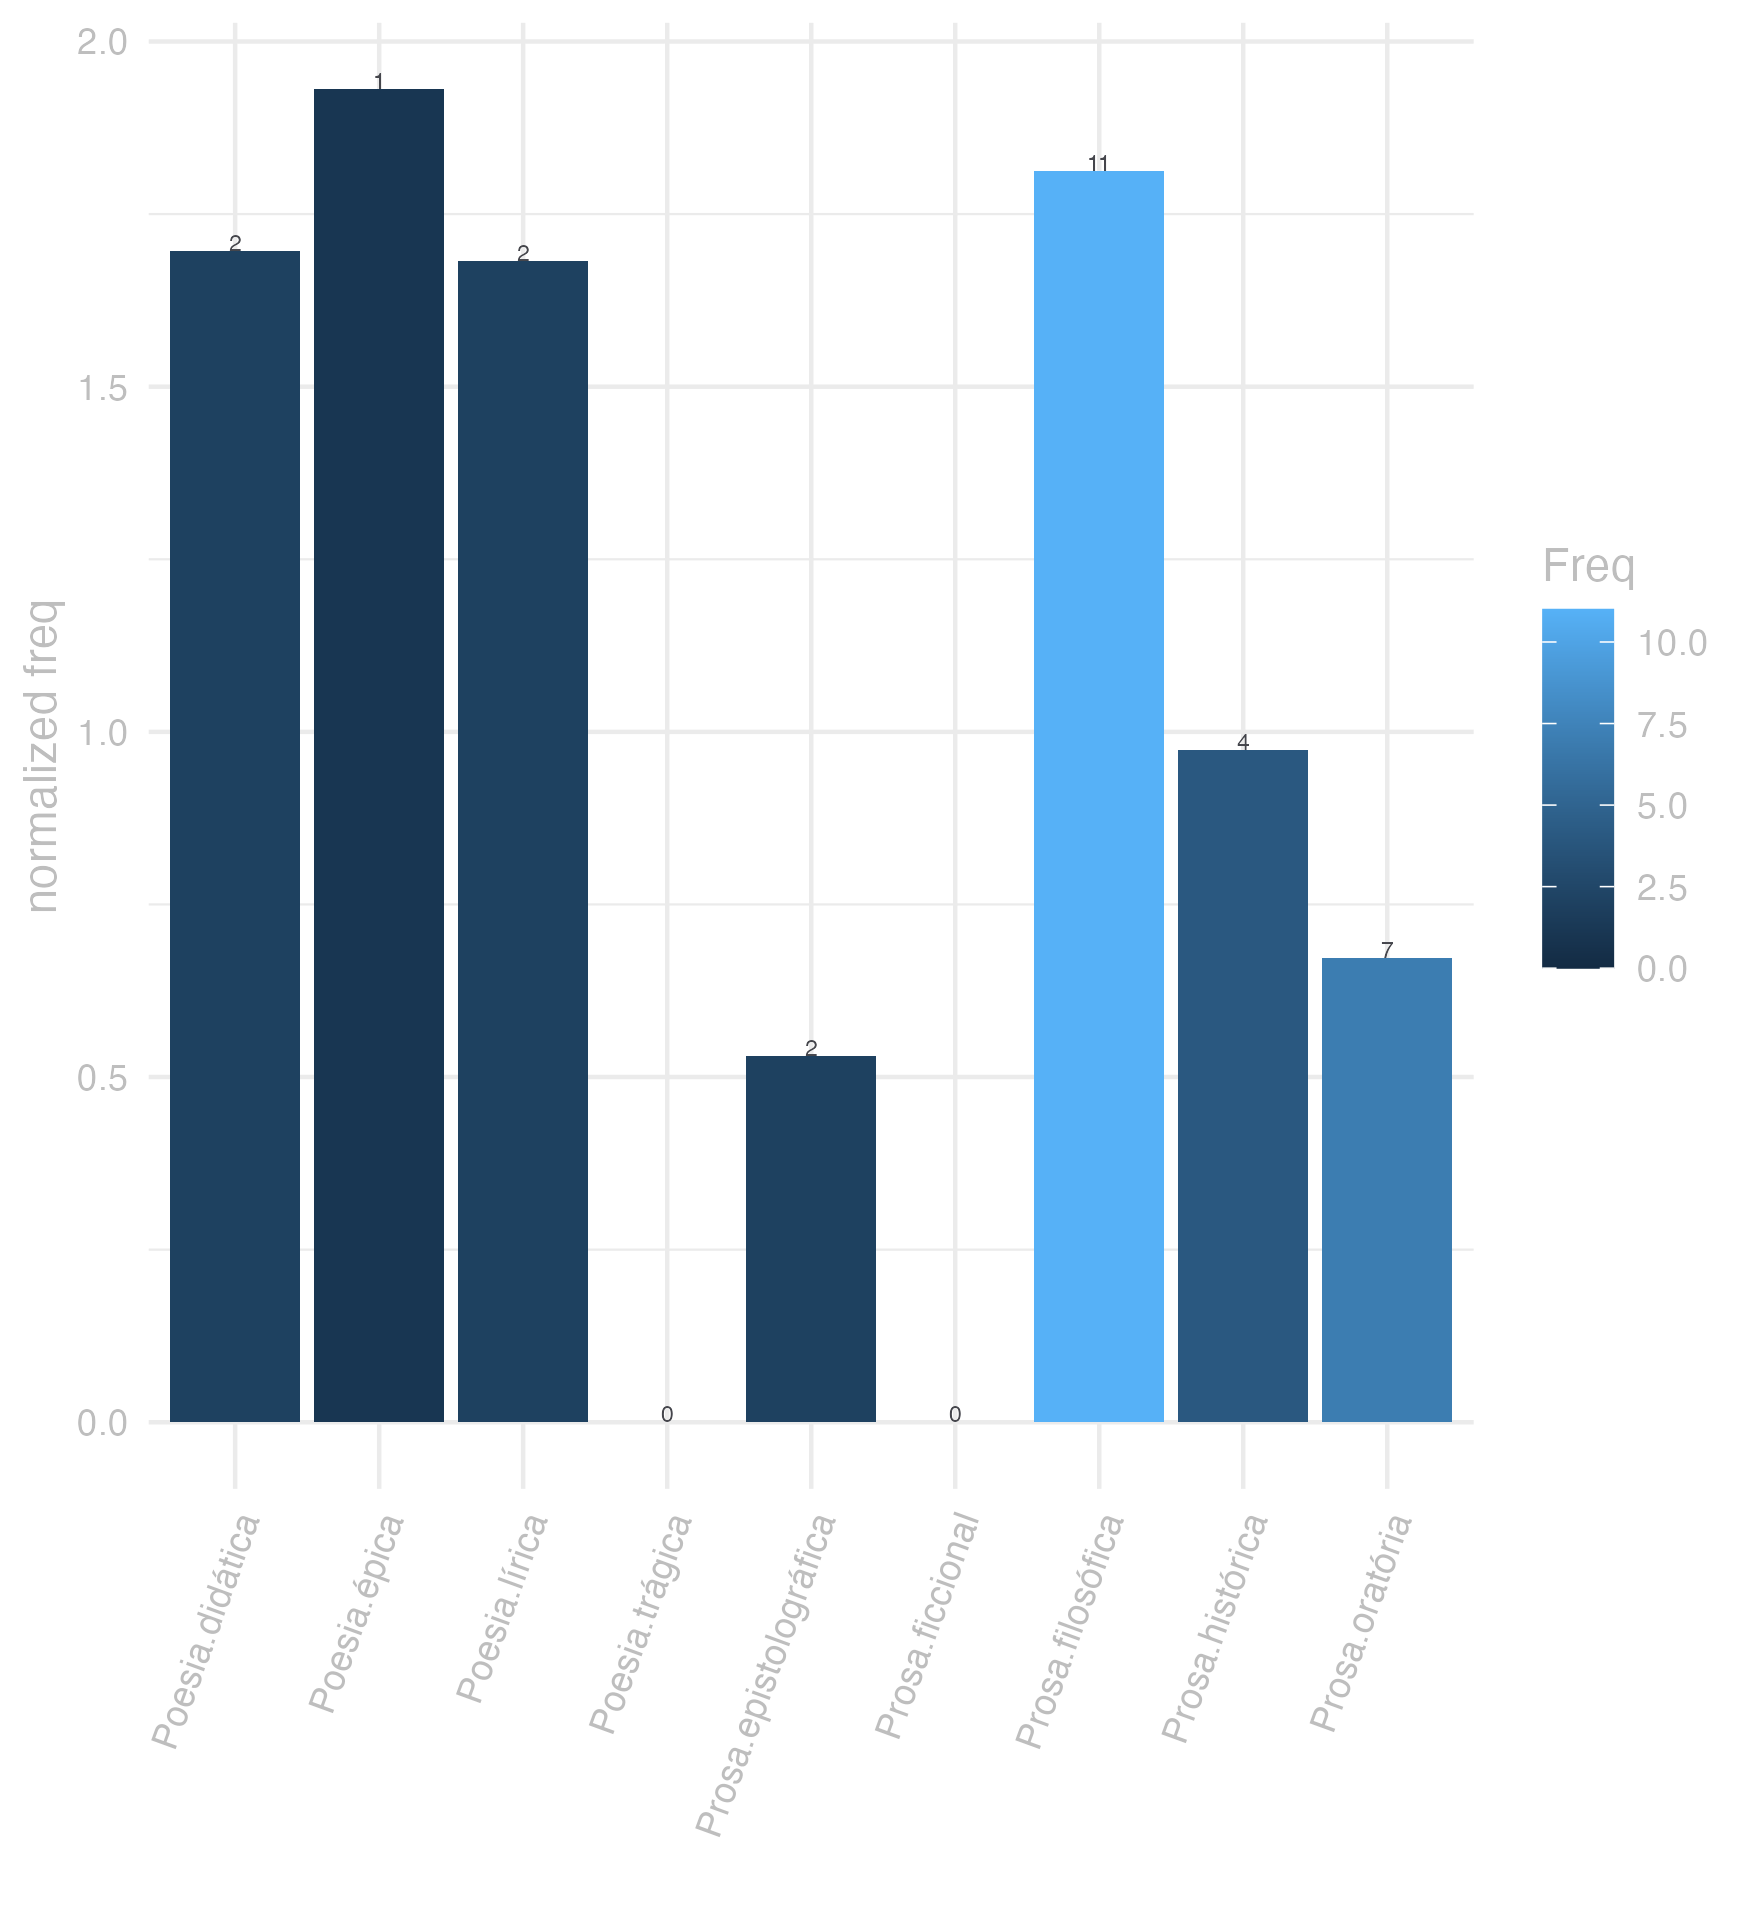 2.0
1.5
1.0
0.5
0.0
normalized freq
2
1
2
0
2
0
11
4
7
Poesia.didática
Poesia.épica
Poesia.lírica
Poesia.trágica
Prosa.epistolográfica
Prosa.ficcional
Prosa.filosófica
Prosa.histórica
Prosa.oratória
Freq
10.0
7.5
5.0
2.5
0.0